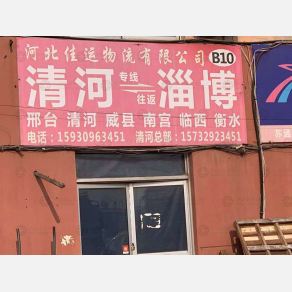 河北佳运物流有限公司 B10
清河 专线 往返 淄博
邢台 清河 威县 南宫 临西 衡水
电话：15930963451 清河总部：15732923451
苏通